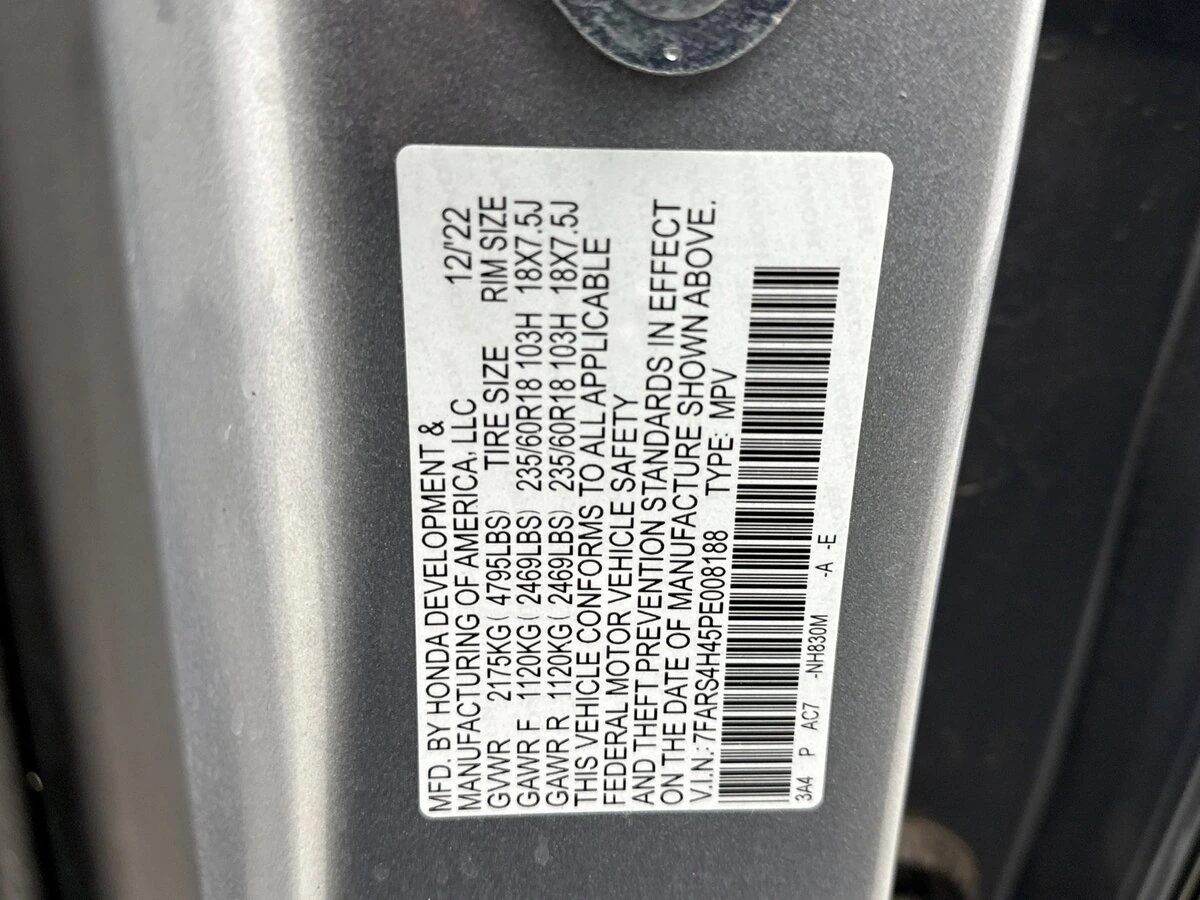 MFD. BY HONDA DEVELOPMENT &
MANUFACTURING OF AMERICA, LLC 12/'22
GVWR 2175KG( 4795LBS) TIRE SIZE RIM SIZE
GAWR F 1120KG( 2469LBS) 235/60R18 103H 18X7.5J
GAWR R 1120KG( 2469LBS) 235/60R18 103H 18X7.5J
THIS VEHICLE CONFORMS TO ALL APPLICABLE
FEDERAL MOTOR VEHICLE SAFETY
AND THEFT PREVENTION STANDARDS IN EFFECT
ON THE DATE OF MANUFACTURE SHOWN ABOVE.
V.I.N.: 7FARS4H45PE008188 TYPE: MPV
3A4 P AC7 -NH830M -A -E